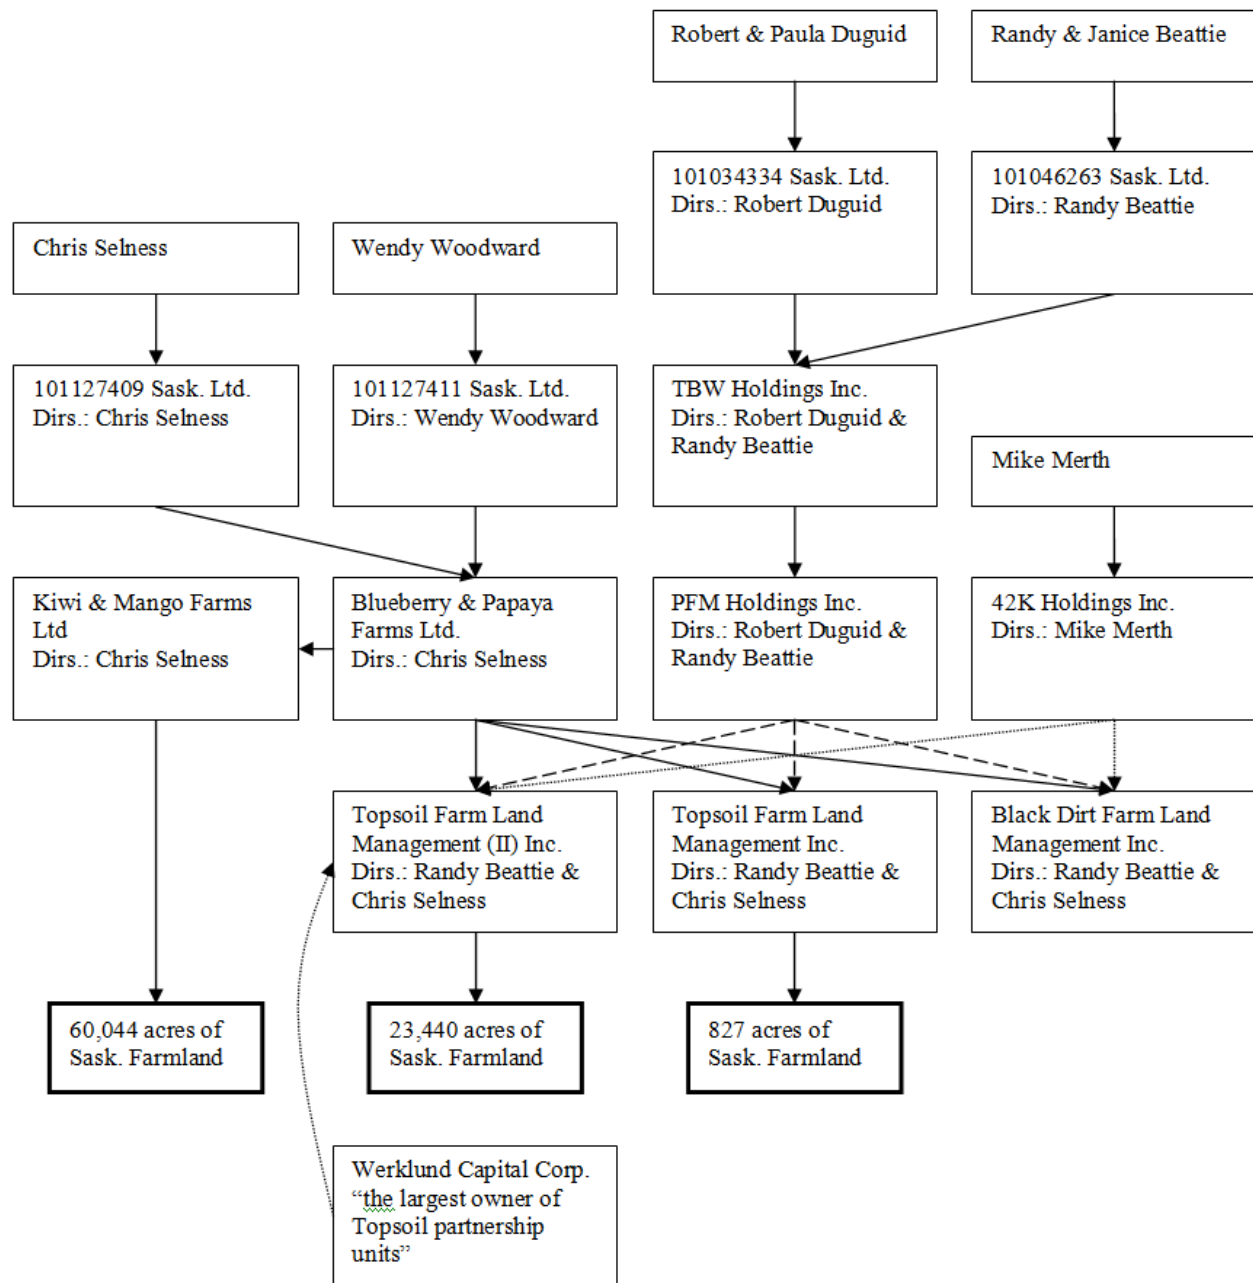 Robert & Paula Duguid
Randy & Janice Beattie
101034334 Sask. Ltd.
Dirs.: Robert Duguid
101046263 Sask. Ltd.
Dirs.: Randy Beattie
Chris Selness
Wendy Woodward
101127409 Sask. Ltd.
Dirs.: Chris Selness
101127411 Sask. Ltd.
Dirs.: Wendy Woodward
TBW Holdings Inc.
Dirs.: Robert Duguid &
Randy Beattie
Mike Merth
Kiwi & Mango Farms
Ltd
Dirs.: Chris Selness
Blueberry & Papaya
Farms Ltd.
Dirs.: Chris Selness
PFM Holdings Inc.
Dirs.: Robert Duguid &
Randy Beattie
42K Holdings Inc.
Dirs.: Mike Merth
Topsoil Farm Land
Management (II) Inc.
Dirs.: Randy Beattie &
Chris Selness
Topsoil Farm Land
Management Inc.
Dirs.: Randy Beattie &
Chris Selness
Black Dirt Farm Land
Management Inc.
Dirs.: Randy Beattie &
Chris Selness
60,044 acres of
Sask. Farmland
23,440 acres of
Sask. Farmland
827 acres of
Sask. Farmland
Werklund Capital Corp.
“the largest owner of
Topsoil partnership
units”